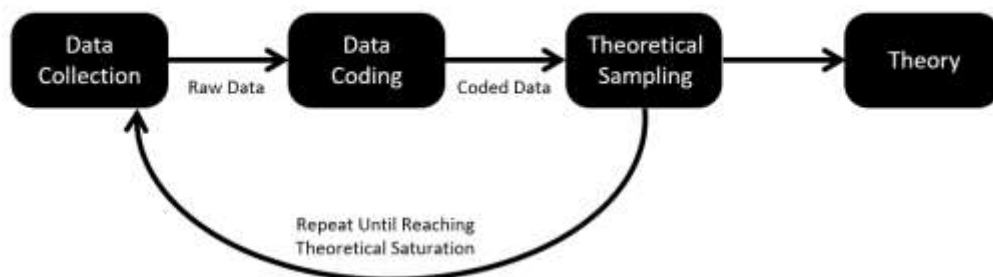 Data
Collection
Raw Data
Data
Coding
Coded Data
Theoretical
Sampling
Theory
Repeat Until Reaching
Theoretical Saturation